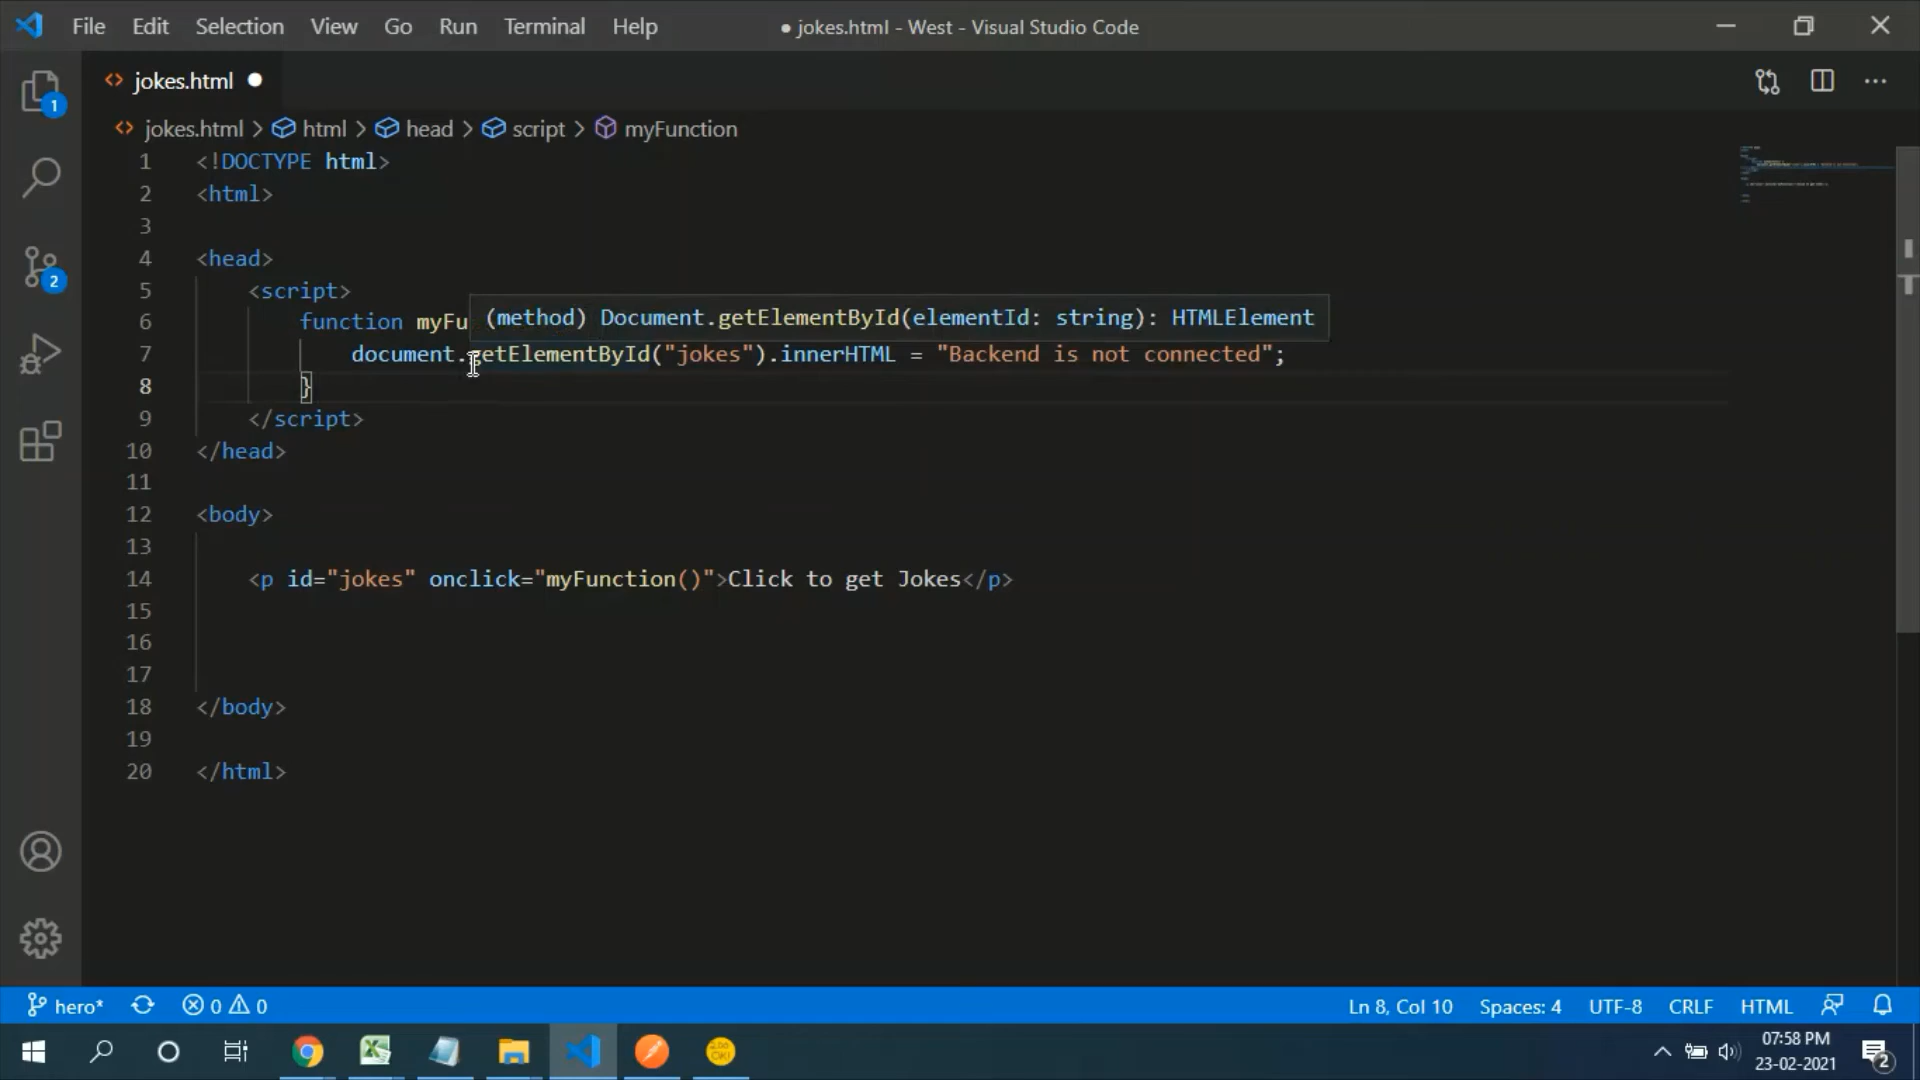 File Edit Selection View Go Run Terminal Help ● jokes.html - West - Visual Studio Code
jokes.html
jokes.html > html > head > script > myFunction
1 <!DOCTYPE html>
2 <html>
3
4 <head>
5 <script>
6 function myFu
(method) Document.getElementById(elementId: string): HTMLElement
7 document.getElementById("jokes").innerHTML = "Backend is not connected";
8 }
9 </script>
10 </head>
11
12 <body>
13
14 <p id="jokes" onclick="myFunction()">Click to get Jokes</p>
15
16
17
18 </body>
19
20 </html>
1
2
hero* 0 0 Ln 8, Col 10 Spaces: 4 UTF-8 CRLF HTML
07:58 PM
23-02-2021
2